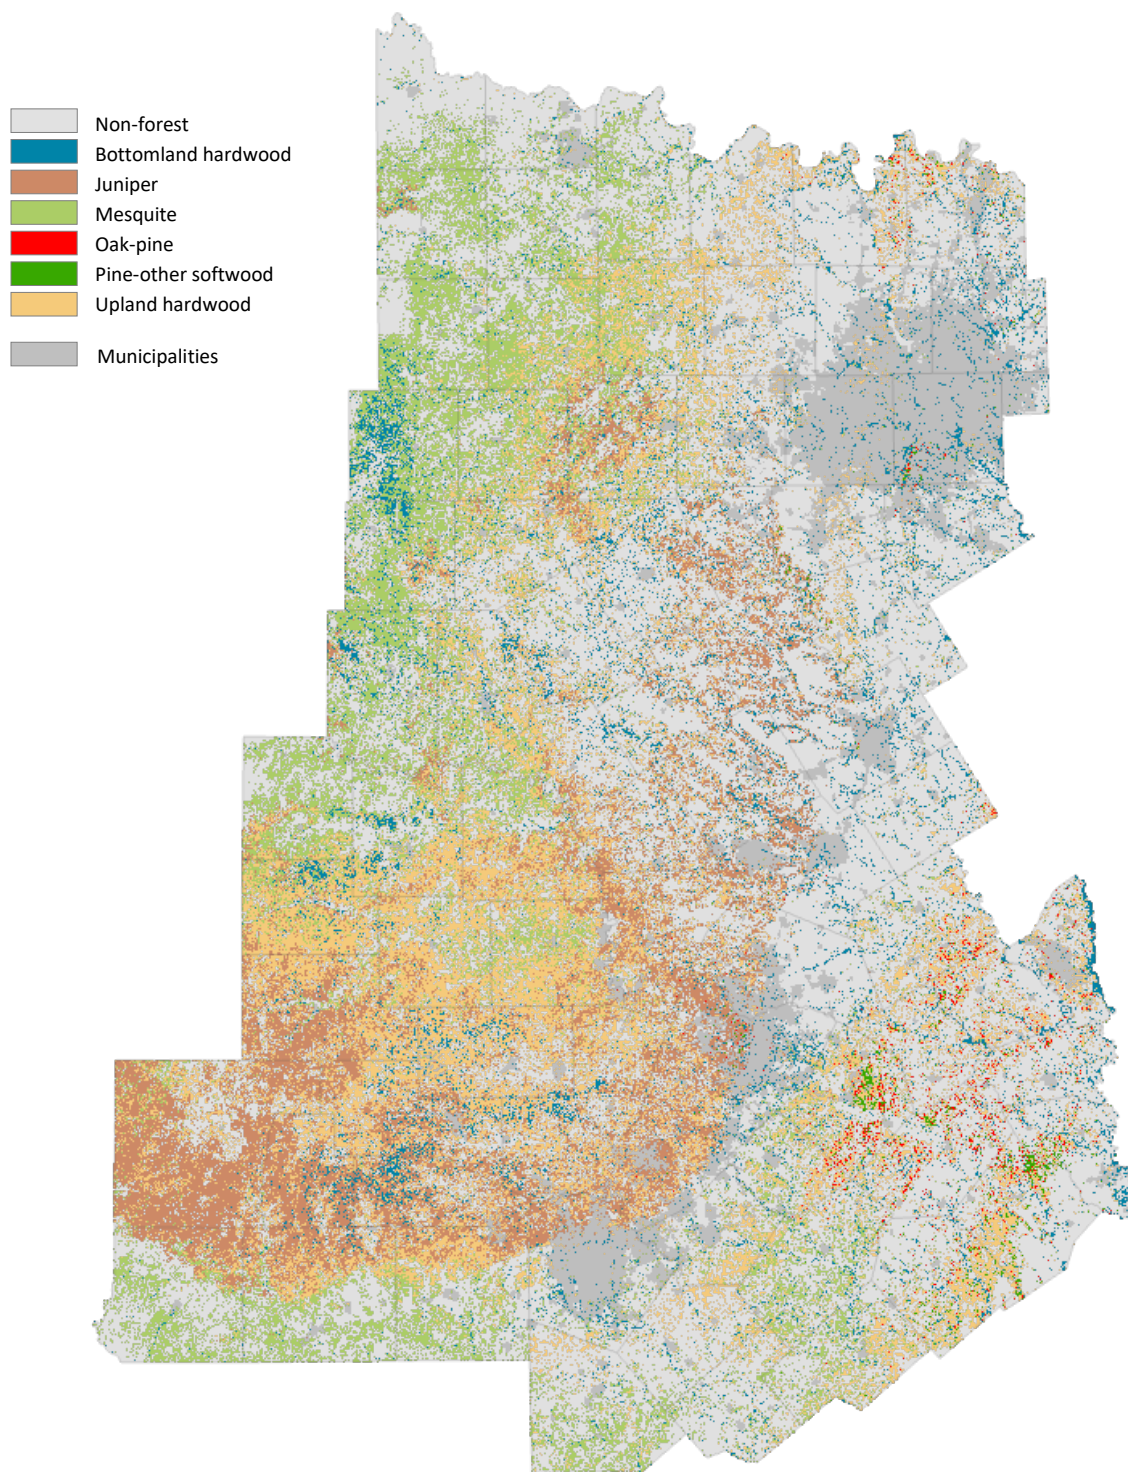 Non-forest
Bottomland hardwood
Juniper
Mesquite
Oak-pine
Pine-other softwood
Upland hardwood
Municipalities